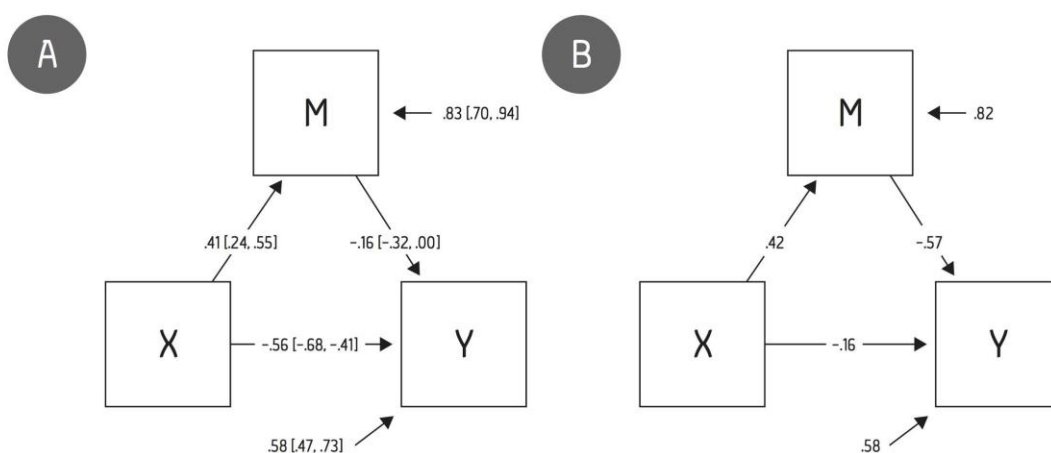 A
M
.83 [.70, .94]
.41 [.24, .55]
-.16 [-.32, .00]
X
-.56 [-.68, -.41]
Y
.58 [.47, .73]
B
M
.82
.42
-.57
X
-.16
Y
.58